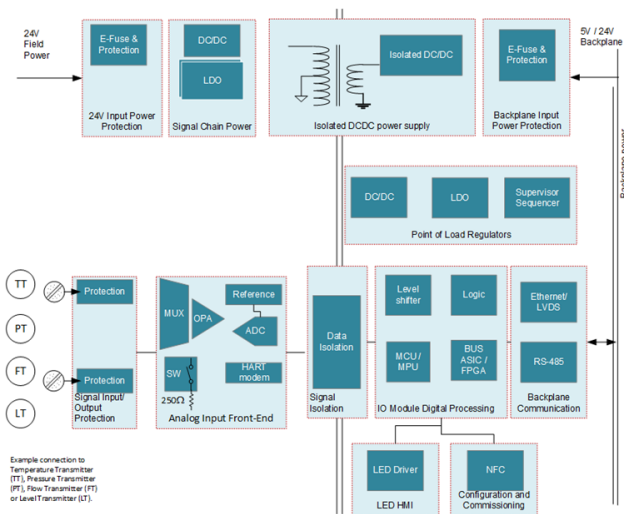 24V
Field
Power
E-Fuse &
Protection
24V Input Power
Protection
DC/DC
LDO
Signal Chain Power
Isolated DC/DC
Isolated DCDC power supply
E-Fuse &
Protection
Backplane Input
Power Protection
5V / 24V
Backplane
Backplane power
DC/DC
LDO
Supervisor
Sequencer
Point of Load Regulators
TT
PT
FT
LT
Protection
Protection
Signal Input/
Output
Protection
MUX
OPA
Reference
ADC
SW
250Ω
HART
modem
Analog Input Front-End
Data
Isolation
Signal
Isolation
Level
shifter
Logic
MCU /
MPU
BUS
ASIC /
FPGA
IO Module Digital Processing
Ethernet/
LVDS
RS-485
Backplane
Communication
LED Driver
LED HMI
NFC
Configuration and
Commissioning
Example connection to
Temperature Transmitter
(TT), Pressure Transmitter
(PT), Flow Transmitter (FT)
or Level Transmitter (LT).